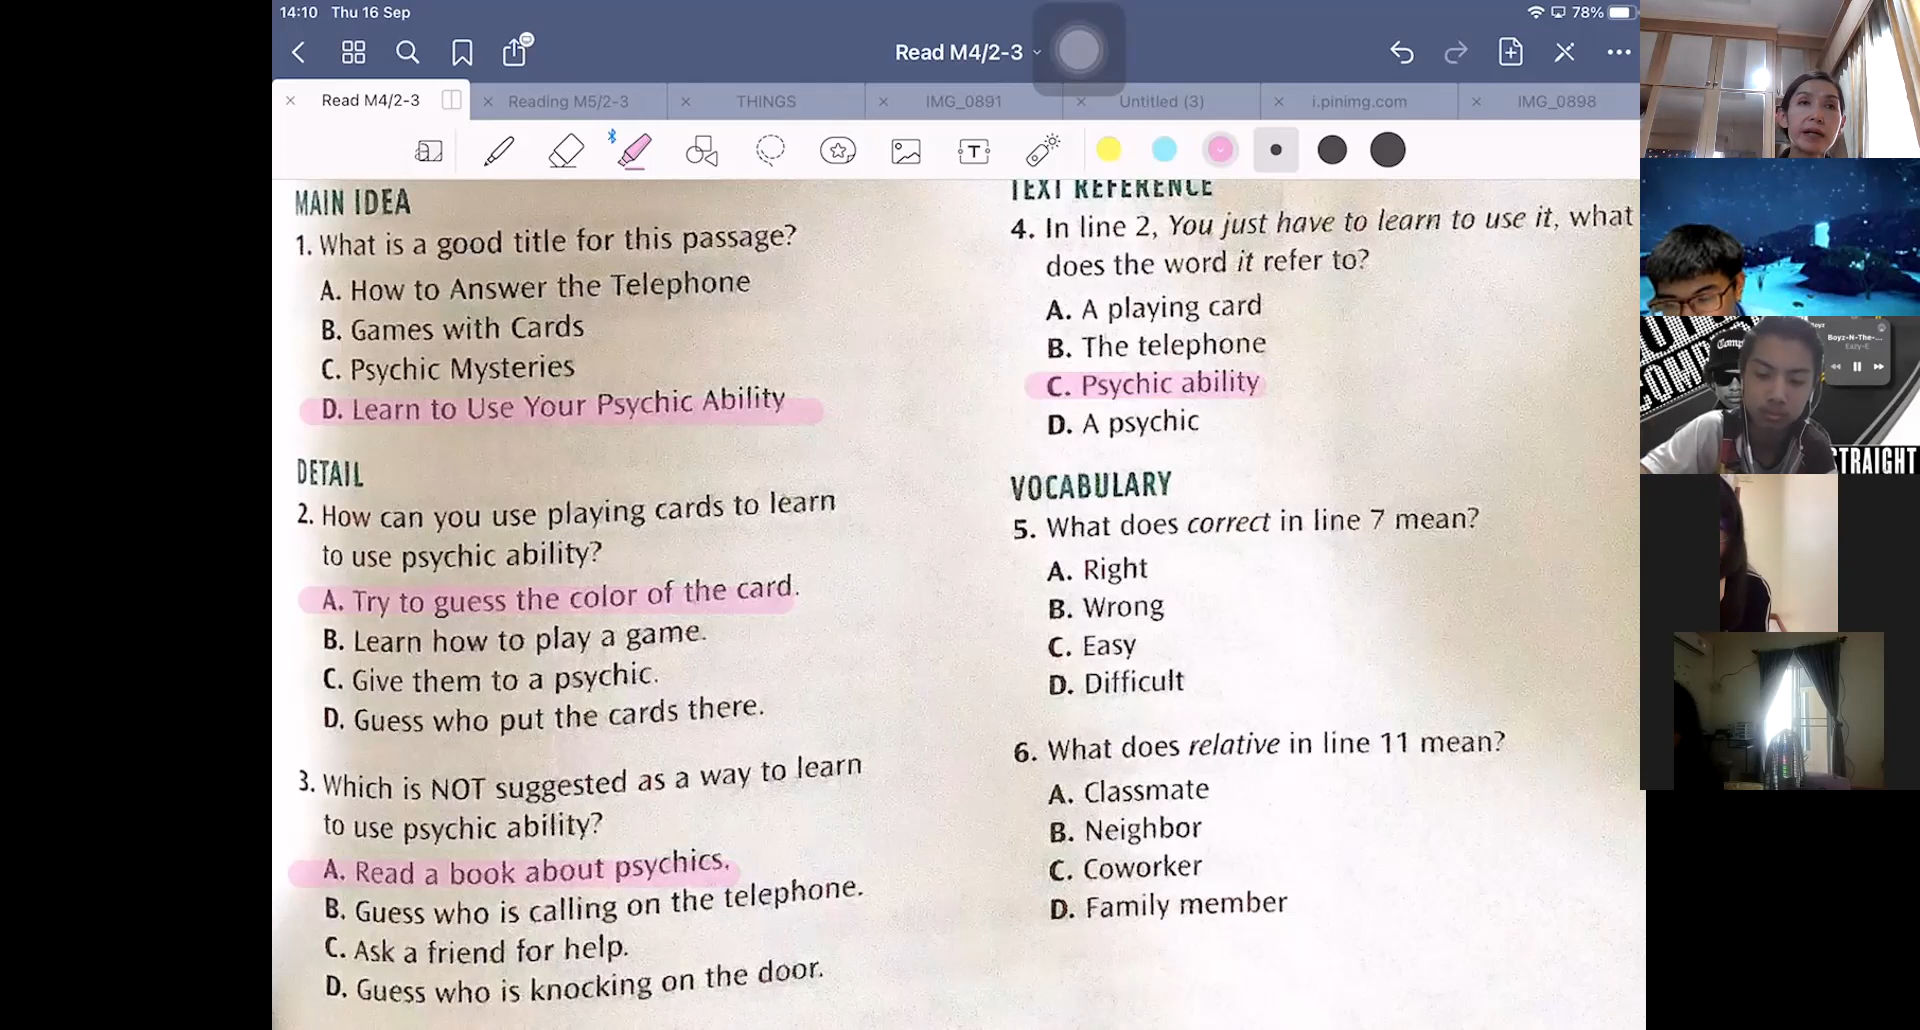 14:10 Thu 16 Sep
78%
Read M4/2-3
Read M4/2-3
Reading M5/2-3
THINGS
IMG_0891
Untitled (3)
i.pinimg.com
IMG_0898
T
MAIN IDEA
1. What is a good title for this passage?
A. How to Answer the Telephone
B. Games with Cards
C. Psychic Mysteries
D. Learn to Use Your Psychic Ability
DETAIL
2. How can you use playing cards to learn
to use psychic ability?
A. Try to guess the color of the card.
B. Learn how to play a game.
C. Give them to a psychic.
D. Guess who put the cards there.
3. Which is NOT suggested as a way to learn
to use psychic ability?
A. Read a book about psychics.
B. Guess who is calling on the telephone.
C. Ask a friend for help.
D. Guess who is knocking on the door.
TEXT REFERENCE
4. In line 2, You just have to learn to use it, what
does the word it refer to?
A. A playing card
B. The telephone
C. Psychic ability
D. A psychic
VOCABULARY
5. What does correct in line 7 mean?
A. Right
B. Wrong
C. Easy
D. Difficult
6. What does relative in line 11 mean?
A. Classmate
B. Neighbor
C. Coworker
D. Family member
Boyz-N-The-...
Eazy-E
STRAIGHT